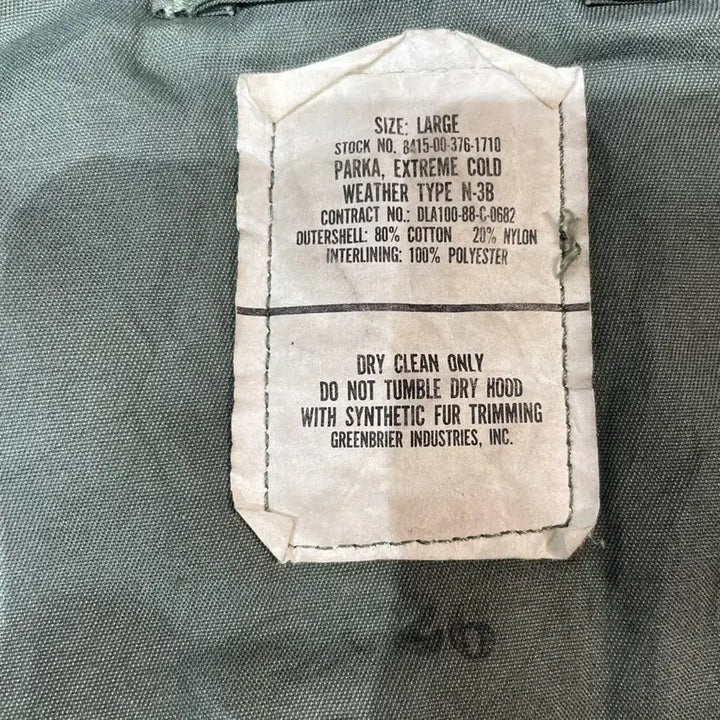 SIZE: LARGE
STOCK NO. 8415-00-376-1710
PARKA, EXTREME COLD
WEATHER TYPE N-3B
CONTRACT NO.: DLA100-88-C-0682
OUTERSHELL: 80% COTTON 20% NYLON
INTERLINING: 100% POLYESTER
DRY CLEAN ONLY
DO NOT TUMBLE DRY HOOD
WITH SYNTHETIC FUR TRIMMING
GREENBRIER INDUSTRIES, INC.